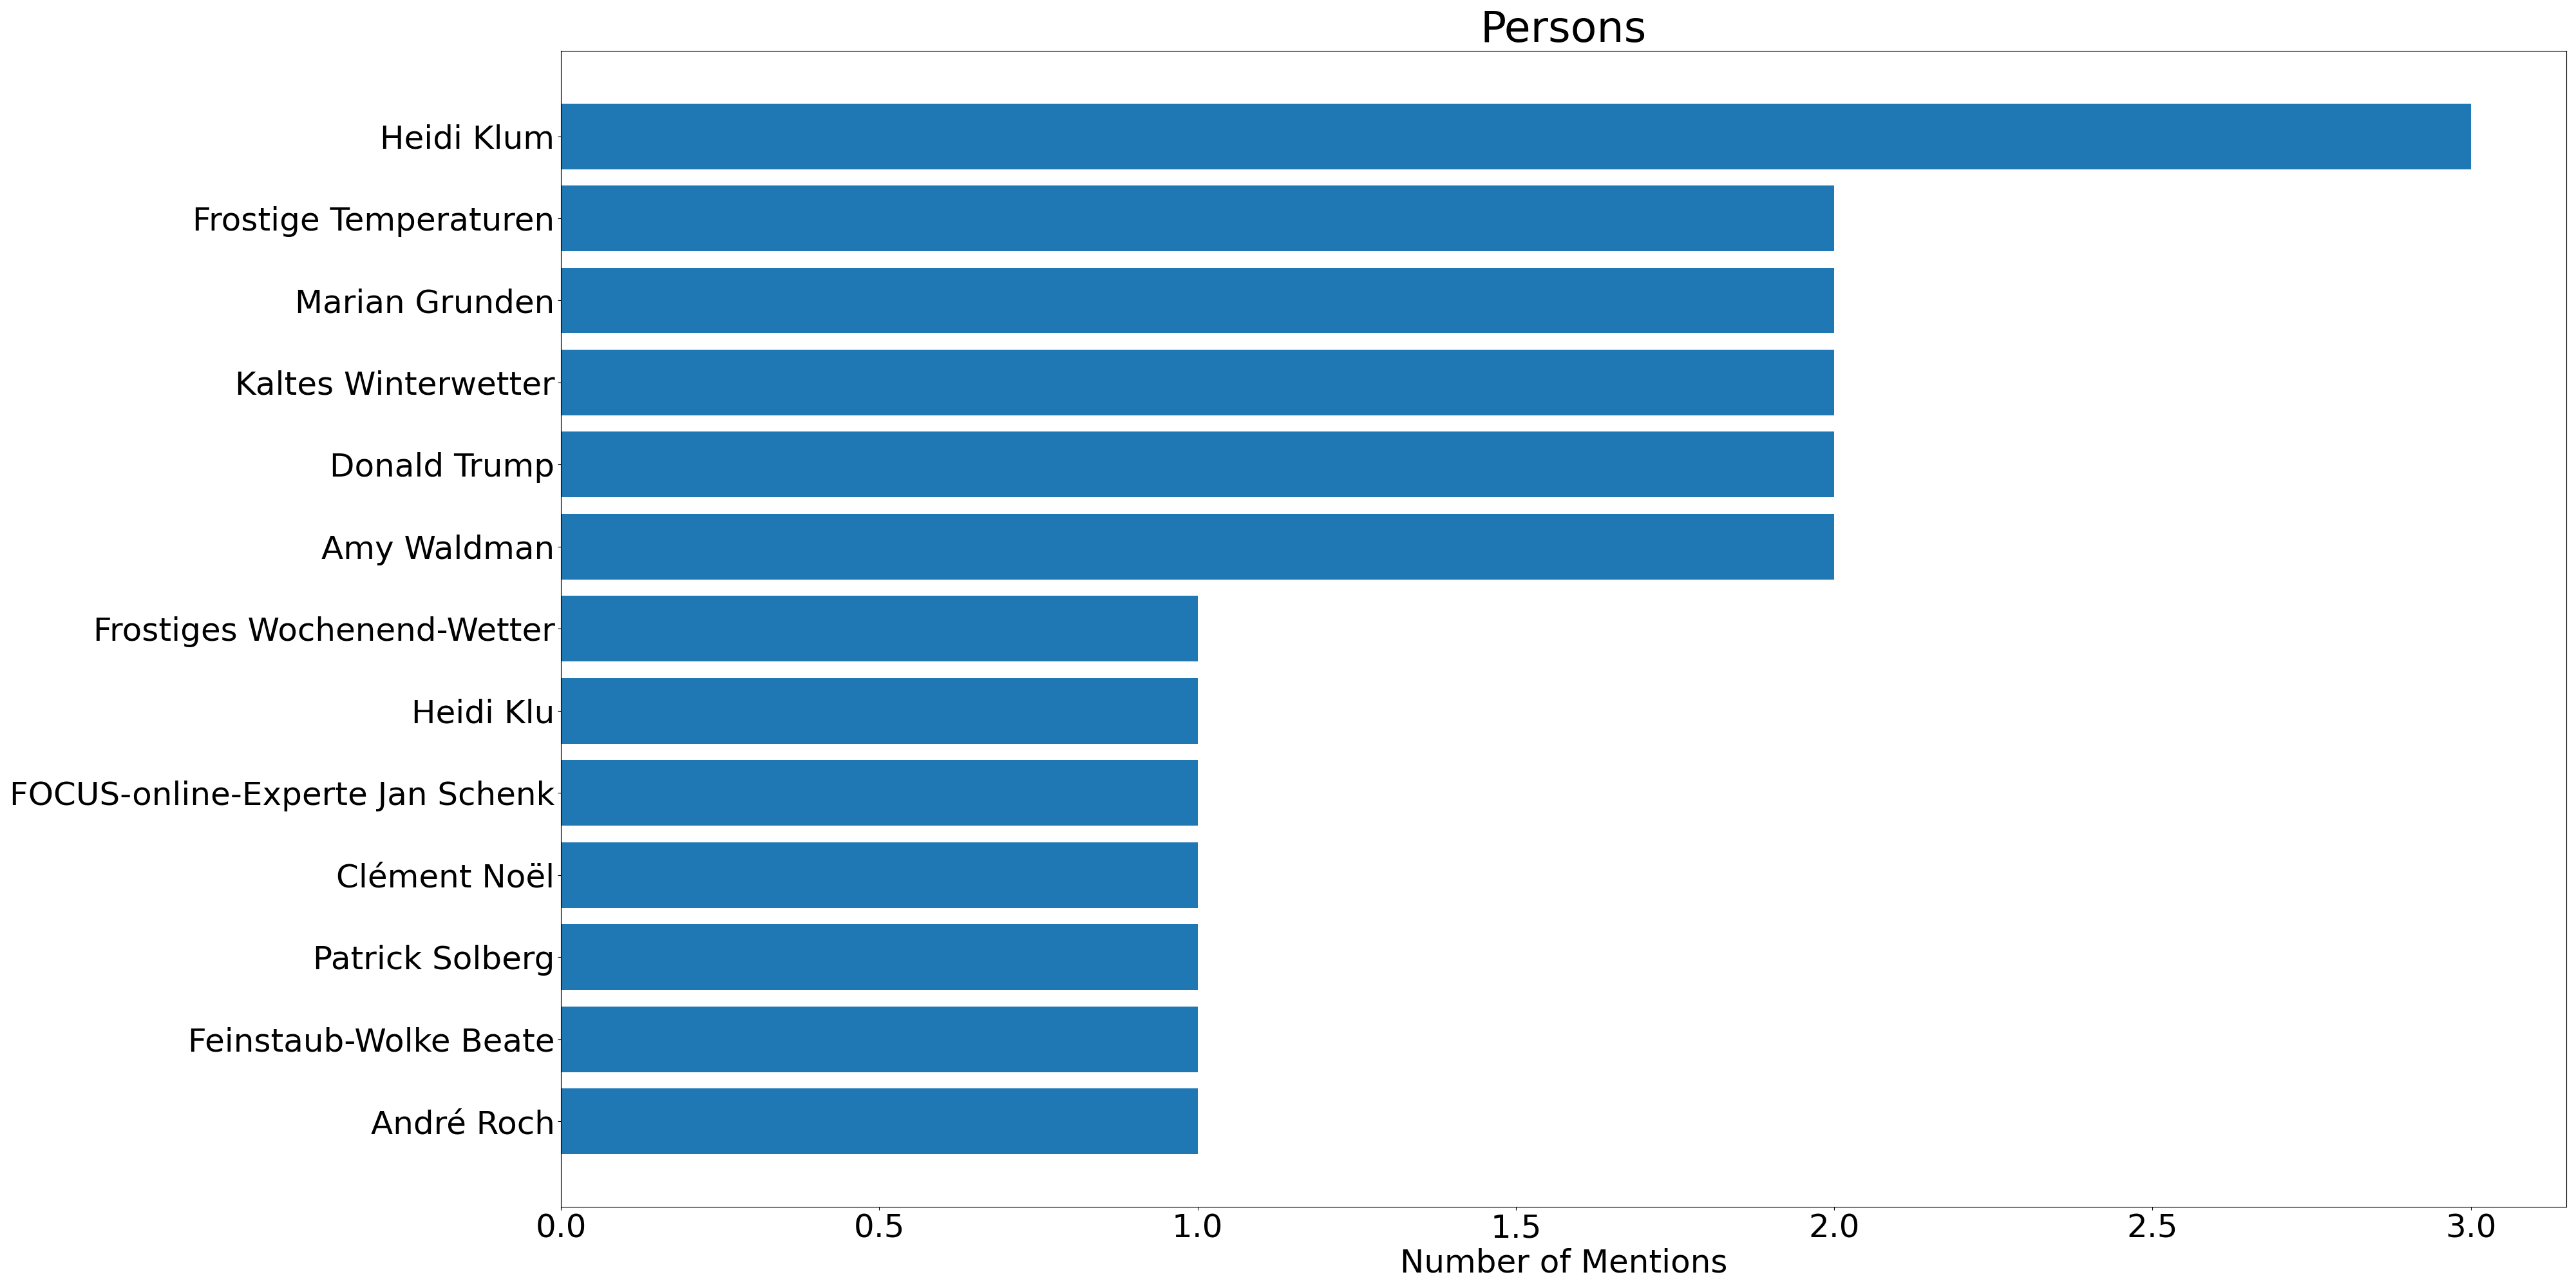 Persons
Heidi Klum
Frostige Temperaturen
Marian Grunden
Kaltes Winterwetter
Donald Trump
Amy Waldman
Frostiges Wochenend-Wetter
Heidi Klu
FOCUS-online-Experte Jan Schenk
Clément Noël
Patrick Solberg
Feinstaub-Wolke Beate
André Roch
0.0 0.5 1.0 1.5 2.0 2.5 3.0
Number of Mentions